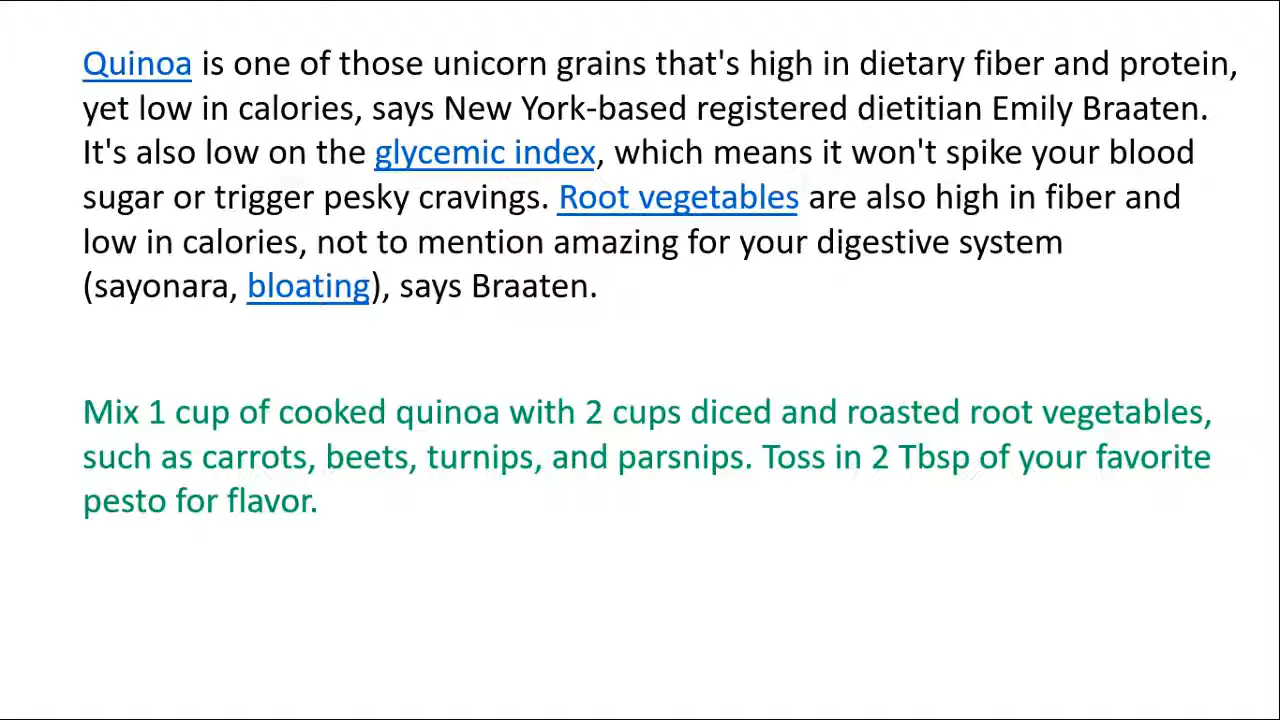 Quinoa is one of those unicorn grains that's high in dietary fiber and protein,
yet low in calories, says New York-based registered dietitian Emily Braaten.
It's also low on the glycemic index, which means it won't spike your blood
sugar or trigger pesky cravings. Root vegetables are also high in fiber and
low in calories, not to mention amazing for your digestive system
(sayonara, bloating), says Braaten.
Mix 1 cup of cooked quinoa with 2 cups diced and roasted root vegetables,
such as carrots, beets, turnips, and parsnips. Toss in 2 Tbsp of your favorite
pesto for flavor.